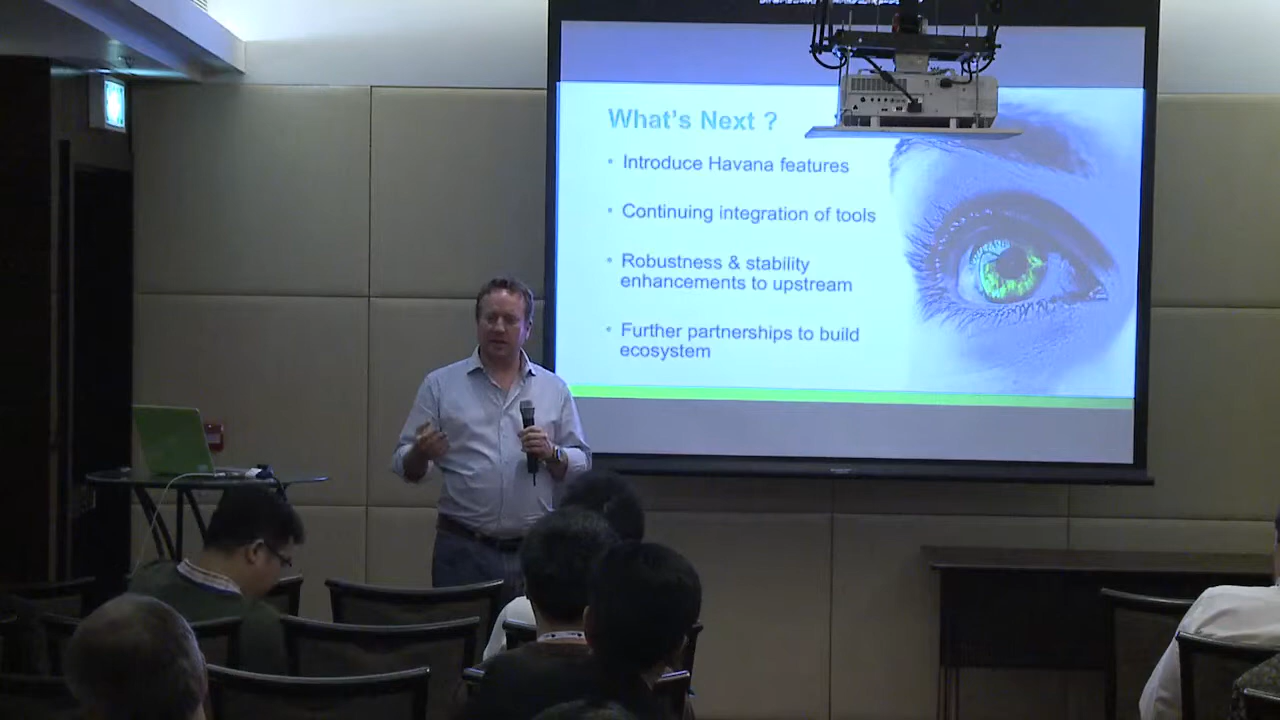 What's Next ?
• Introduce Havana features
• Continuing integration of tools
• Robustness & stability
enhancements to upstream
• Further partnerships to build
ecosystem